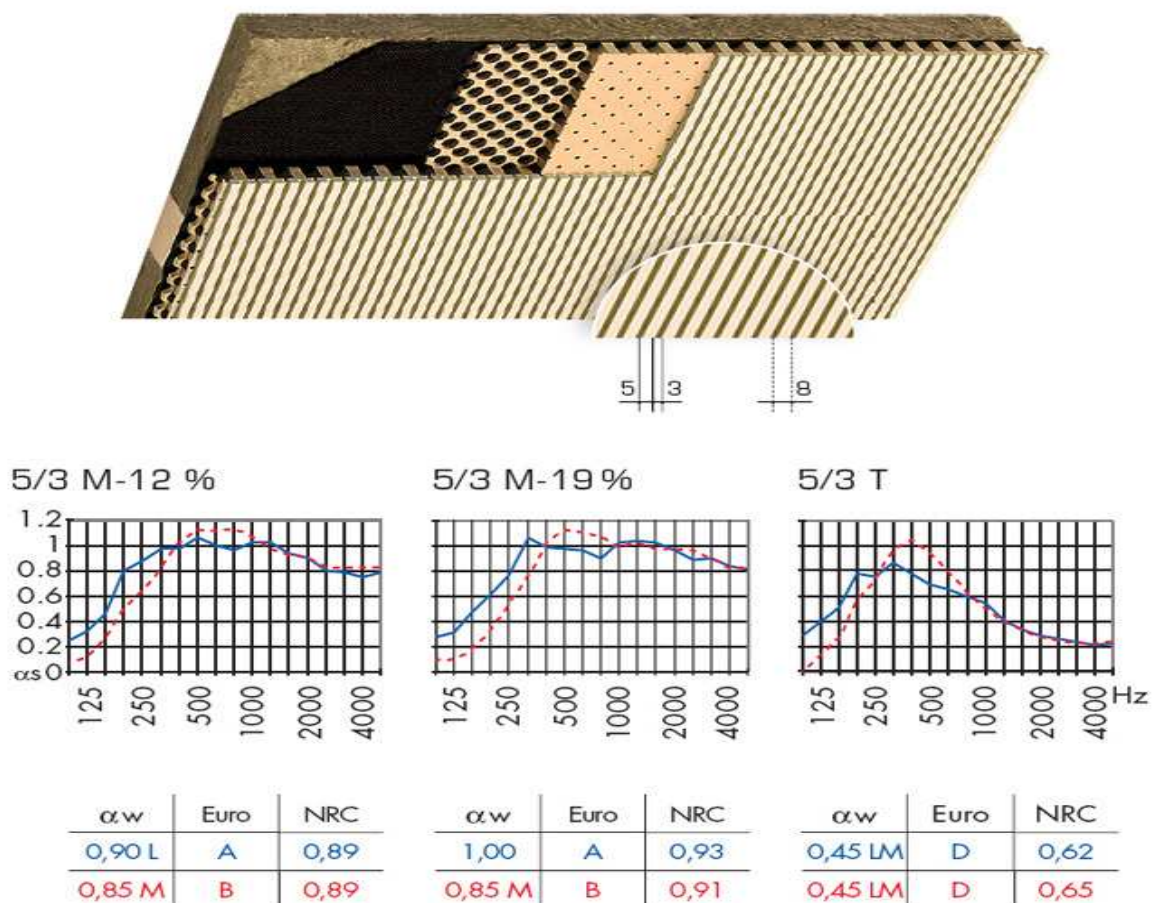 5 3 8
5/3 M-12 % 5/3 M-19% 5/3 T
1.2
1
0.8
0.6
0.4
0.2
αs 0
125 250 500 1000 2000 4000 125 250 500 1000 2000 4000 125 250 500 1000 2000 4000 Hz
αw Euro NRC αw Euro NRC αw Euro NRC
0,90 L A 0,89 1,00 A 0,93 0,45 LM D 0,62
0,85 M B 0,89 0,85 M B 0,91 0,45 LM D 0,65